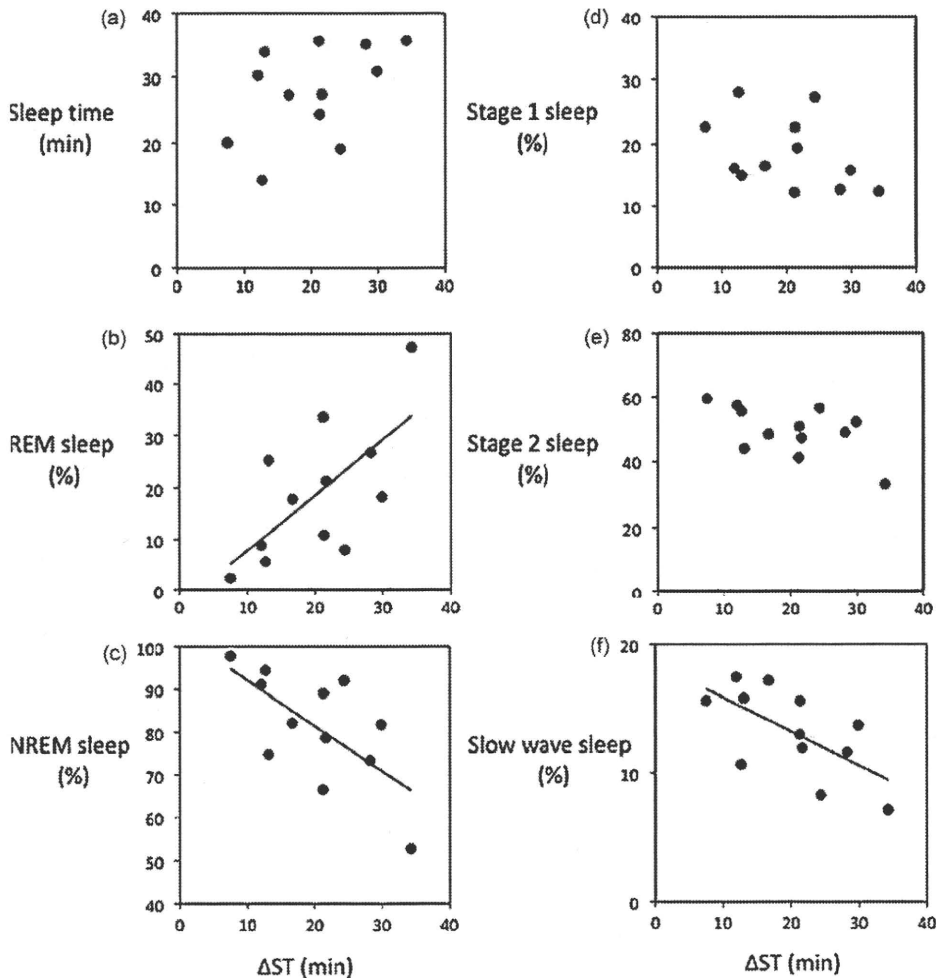 (a)
40
30
20
10
0
Sleep time
(min)
0 10 20 30 40
(d)
40
30
20
10
0
Stage 1 sleep
(%)
0 10 20 30 40
(b)
50
40
30
20
10
0
REM sleep
(%)
0 10 20 30 40
(e)
80
60
40
20
0
Stage 2 sleep
(%)
0 10 20 30 40
(c)
100
90
80
70
60
50
40
NREM sleep
(%)
0 10 20 30 40
ΔST (min)
(f)
20
10
0
Slow wave sleep
(%)
0 10 20 30 40
ΔST (min)